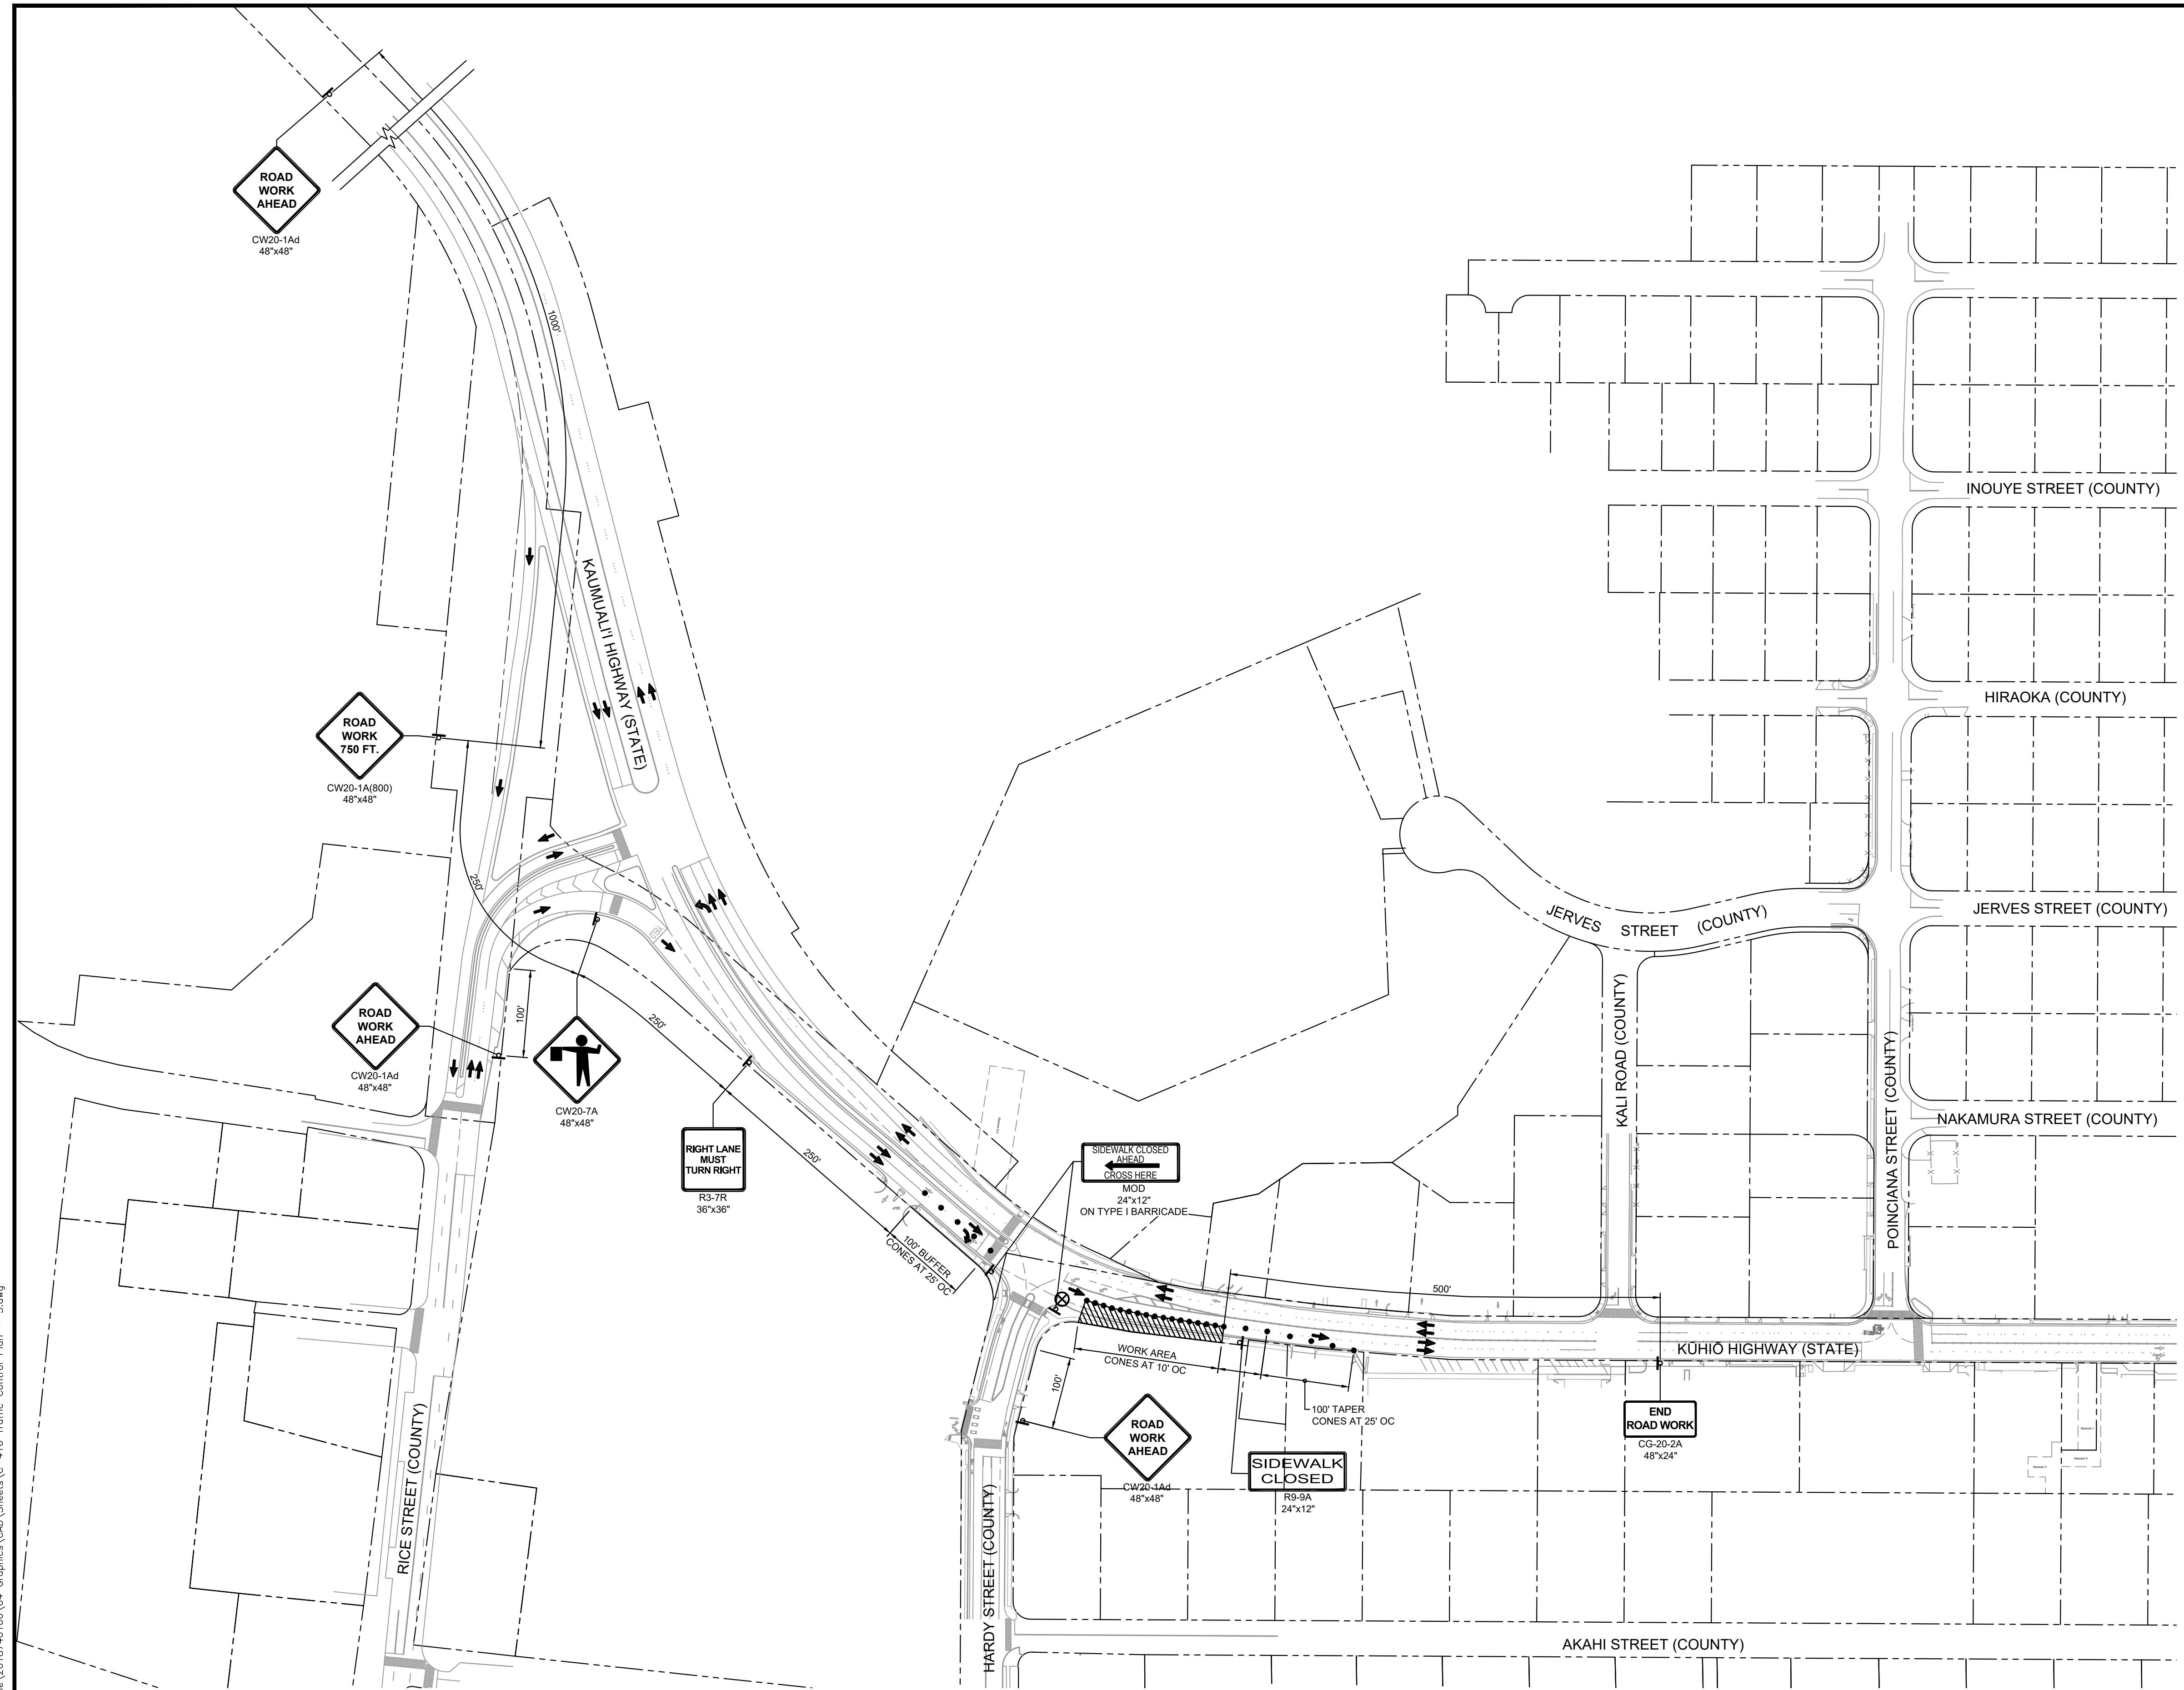 ROAD
WORK
AHEAD
CW20-1Ad
48"x48"
1000'
KAUMUALI'I HIGHWAY (STATE)
ROAD
WORK
750 FT.
CW20-1A(800)
48"x48"
250'
YIELD
ROAD
WORK
AHEAD
CW20-1Ad
48"x48"
100'
CW20-7A
48"x48"
250'
RIGHT LANE
MUST
TURN RIGHT
R3-7R
36"x36"
250'
100' BUFFER
CONES AT 25' OC
SIDEWALK CLOSED
AHEAD
CROSS HERE
MOD
24"x12"
ON TYPE I BARRICADE
500'
WORK AREA
CONES AT 10' OC
100'
100' TAPER
CONES AT 25' OC
ROAD
WORK
AHEAD
CW20-1Ad
48"x48"
SIDEWALK
CLOSED
R9-9A
24"x12"
END
ROAD WORK
CG-20-2A
48"x24"
KŪHIŌ HIGHWAY (STATE)
RICE STREET (COUNTY)
HARDY STREET (COUNTY)
AKAHI STREET (COUNTY)
KALI ROAD (COUNTY)
POINCIANA STREET (COUNTY)
JERVES STREET (COUNTY)
INOUYE STREET (COUNTY)
HIRAOKA (COUNTY)
JERVES STREET (COUNTY)
NAKAMURA STREET (COUNTY)